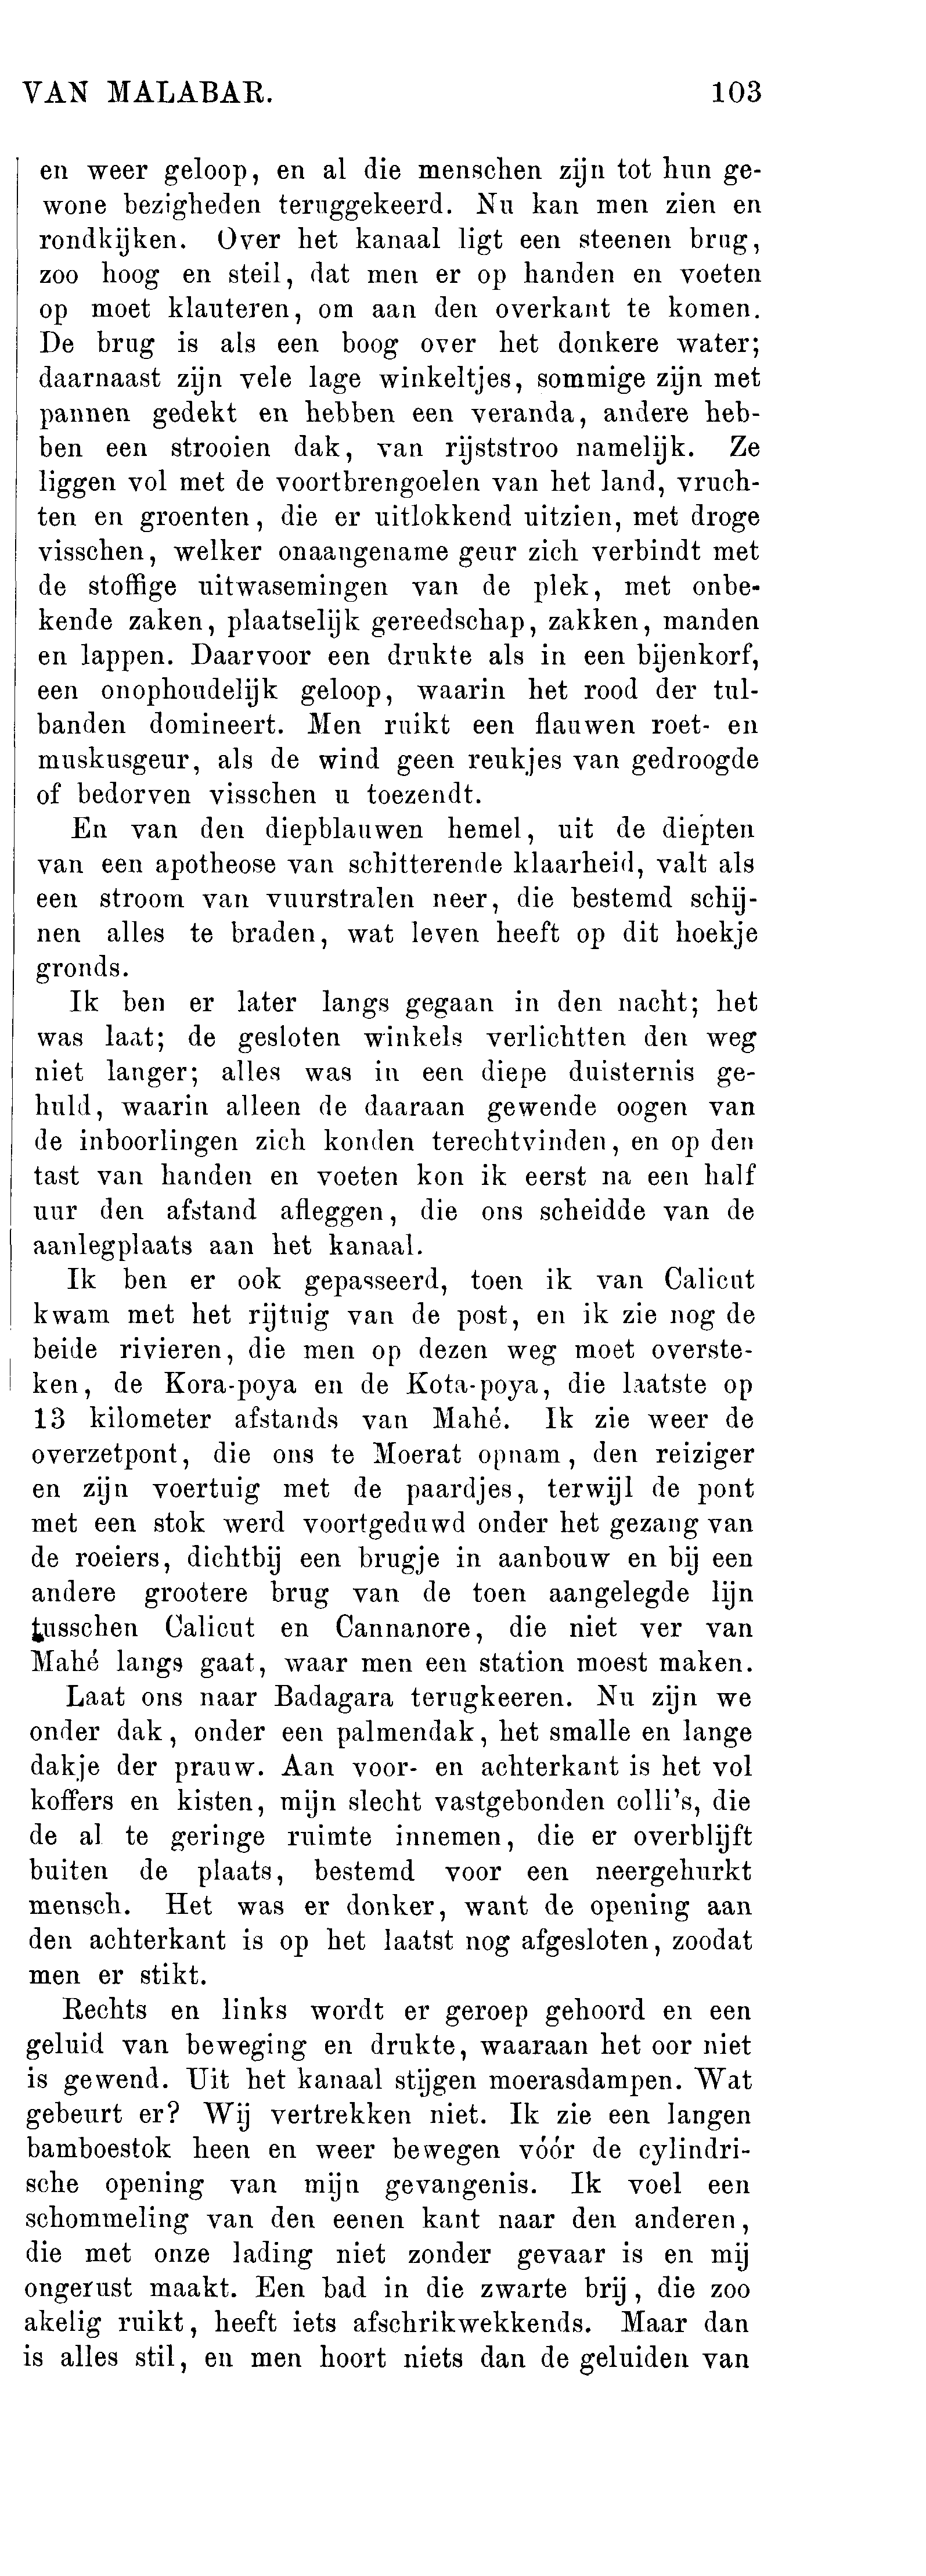 VAN MALABAR. 103
en weer geloop, en al die menschen zijn tot hun ge-
wone bezigheden teruggekeerd. Nu kan men zien en
rondkijken. Over het kanaal ligt een steenen brug,
zoo hoog en steil, dat men er op handen en voeten
op moet klauteren, om aan den overkant te komen.
De brug is als een boog over het donkere water;
daarnaast zijn vele lage winkeltjes, sommige zijn met
pannen gedekt en hebben een veranda, andere heb-
ben een strooien dak, van rijststroo namelijk. Ze
liggen vol met de voortbrengoelen van het land, vruch-
ten en groenten, die er uitlokkend uitzien, met droge
visschen, welker onaangename geur zich verbindt met
de stoffige uitwasemingen van de plek, met onbe-
kende zaken, plaatselijk gereedschap, zakken, manden
en lappen. Daarvoor een drukte als in een bijenkorf,
een onophoudelijk geloop, waarin het rood der tul-
banden domineert. Men ruikt een flauwen roet- en
muskusgeur, als de wind geen reukjes van gedroogde
of bedorven visschen u toezendt.
En van den diepblauwen hemel, uit de diepten
van een apotheose van schitterende klaarheid, valt als
een stroom van vuurstralen neer, die bestemd schij-
nen alles te braden, wat leven heeft op dit hoekje
gronds.
Ik ben er later langs gegaan in den nacht; het
was laat; de gesloten winkels verlichtten den weg
niet langer; alles was in een diepe duisternis ge-
huld, waarin alleen de daaraan gewende oogen van
de inboorlingen zich konden terechtvinden, en op den
tast van handen en voeten kon ik eerst na een half
uur den afstand afleggen, die ons scheidde van de
aanlegplaats aan het kanaal.
Ik ben er ook gepasseerd, toen ik van Calicut
kwam met het rijtuig van de post, en ik zie nog de
beide rivieren, die men op dezen weg moet overste-
ken, de Kora-poya en de Kota-poya, die laatste op
13 kilometer afstands van Mahé. Ik zie weer de
overzetpont, die ons te Moerat opnam, den reiziger
en zijn voertuig met de paardjes, terwijl de pont
met een stok werd voortgeduwd onder het gezang van
de roeiers, dichtbij een brugje in aanbouw en bij een
andere grootere brug van de toen aangelegde lijn
tusschen Calicut en Cannanore, die niet ver van
Mahé langs gaat, waar men een station moest maken.
Laat ons naar Badagara terugkeeren. Nu zijn we
onder dak, onder een palmendak, het smalle en lange
dakje der prauw. Aan voor- en achterkant is het vol
koffers en kisten, mijn slecht vastgebonden colli's, die
de al te geringe ruimte innemen, die er overblijft
buiten de plaats, bestemd voor een neergehurkt
mensch. Het was er donker, want de opening aan
den achterkant is op het laatst nog afgesloten, zoodat
men er stikt.
Rechts en links wordt er geroep gehoord en een
geluid van beweging en drukte, waaraan het oor niet
is gewend. Uit het kanaal stijgen moerasdampen. Wat
gebeurt er? Wij vertrekken niet. Ik zie een langen
bamboestok heen en weer bewegen vóór de cylindri-
sche opening van mijn gevangenis. Ik voel een
schommeling van den eenen kant naar den anderen,
die met onze lading niet zonder gevaar is en mij
ongerust maakt. Een bad in die zwarte brij, die zoo
akelig ruikt, heeft iets afschrikwekkends. Maar dan
is alles stil, en men hoort niets dan de geluiden van